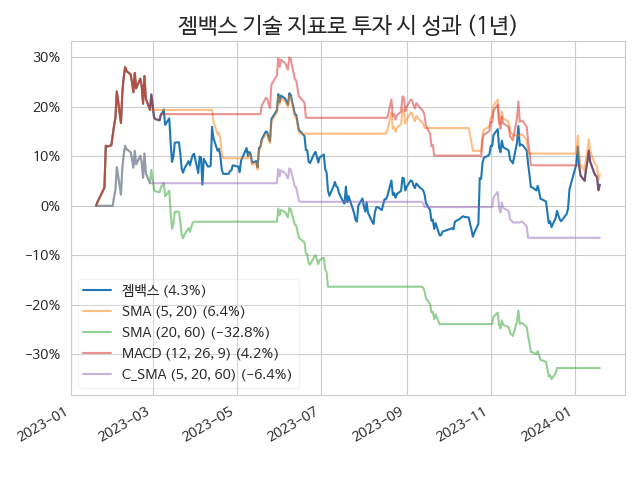 젬백스 기술 지표로 투자 시 성과 (1년)
30%
20%
10%
0%
−10%
−20%
−30%
젬백스 (4.3%)
SMA (5, 20) (6.4%)
SMA (20, 60) (−32.8%)
MACD (12, 26, 9) (4.2%)
C_SMA (5, 20, 60) (−6.4%)
2023−01
2023−03
2023−05
2023−07
2023−09
2023−11
2024−01